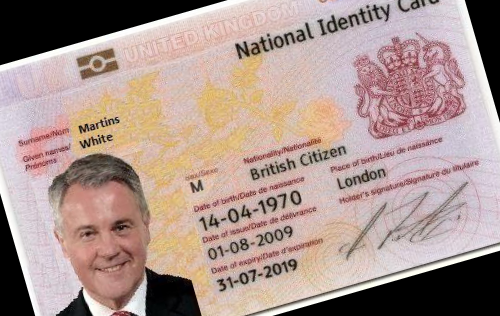 UNITED KINGDOM
National Identity Card
Surname/Nom Martins
Given names/Prénoms White
Sex/Sexe
M
Nationality/Nationalité
British Citizen
Date of birth/Date de naissance
14-04-1970
Place of birth/Lieu de naissance
London
Date of issue/Date de délivrance
01-08-2009
Holder's signature/Signature du titulaire
Date of expiry/Date d'expiration
31-07-2019